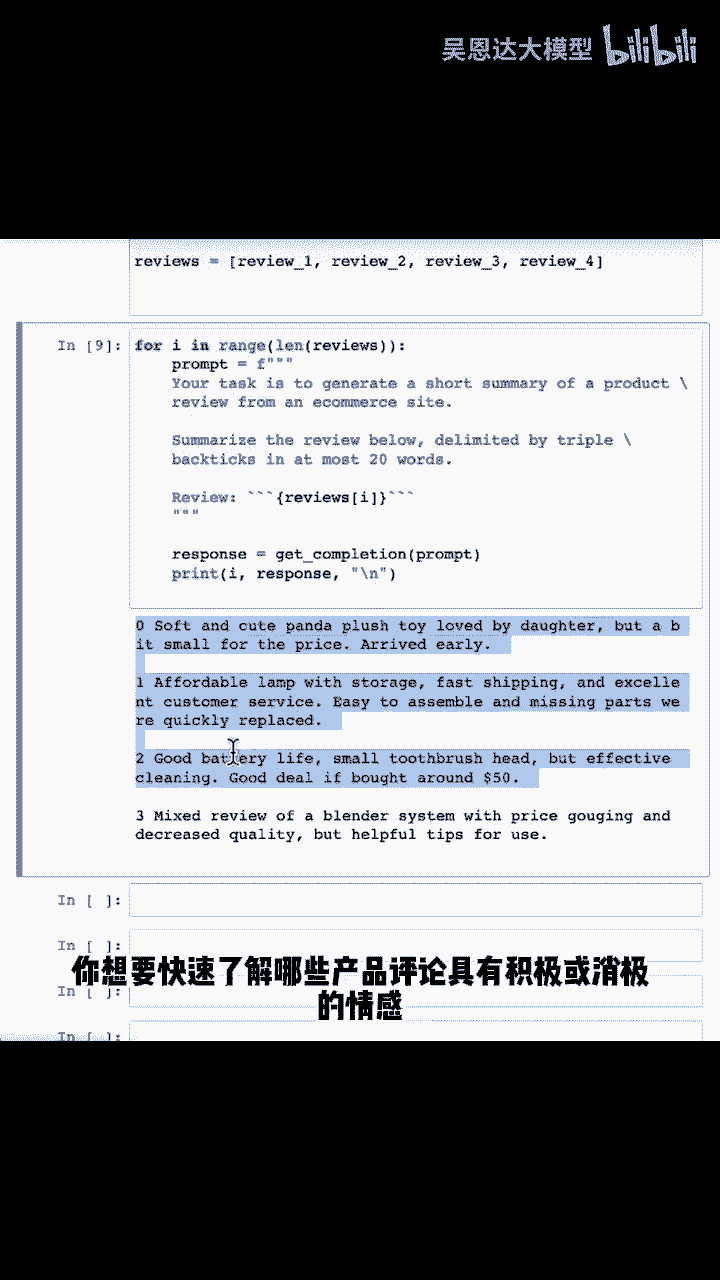 吴恩达大模型 bilibili
reviews = [review_1, review_2, review_3, review_4]
In [9]: for i in range(len(reviews)):
    prompt = f"""
    Your task is to generate a short summary of a product \
    review from an ecommerce site.

    Summarize the review below, delimited by triple \
    backticks in at most 20 words.

    Review: ```{reviews[i]}```
    """

    response = get_completion(prompt)
    print(i, response, "\n")
0 Soft and cute panda plush toy loved by daughter, but a b
it small for the price. Arrived early.
1 Affordable lamp with storage, fast shipping, and excelle
nt customer service. Easy to assemble and missing parts we
re quickly replaced.
2 Good battery life, small toothbrush head, but effective
cleaning. Good deal if bought around $50.
3 Mixed review of a blender system with price gouging and
decreased quality, but helpful tips for use.
In [ ]:
In [ ]:
你想要快速了解哪些产品评论具有积极或消极
In [ ]:
的情感
In [ ]: